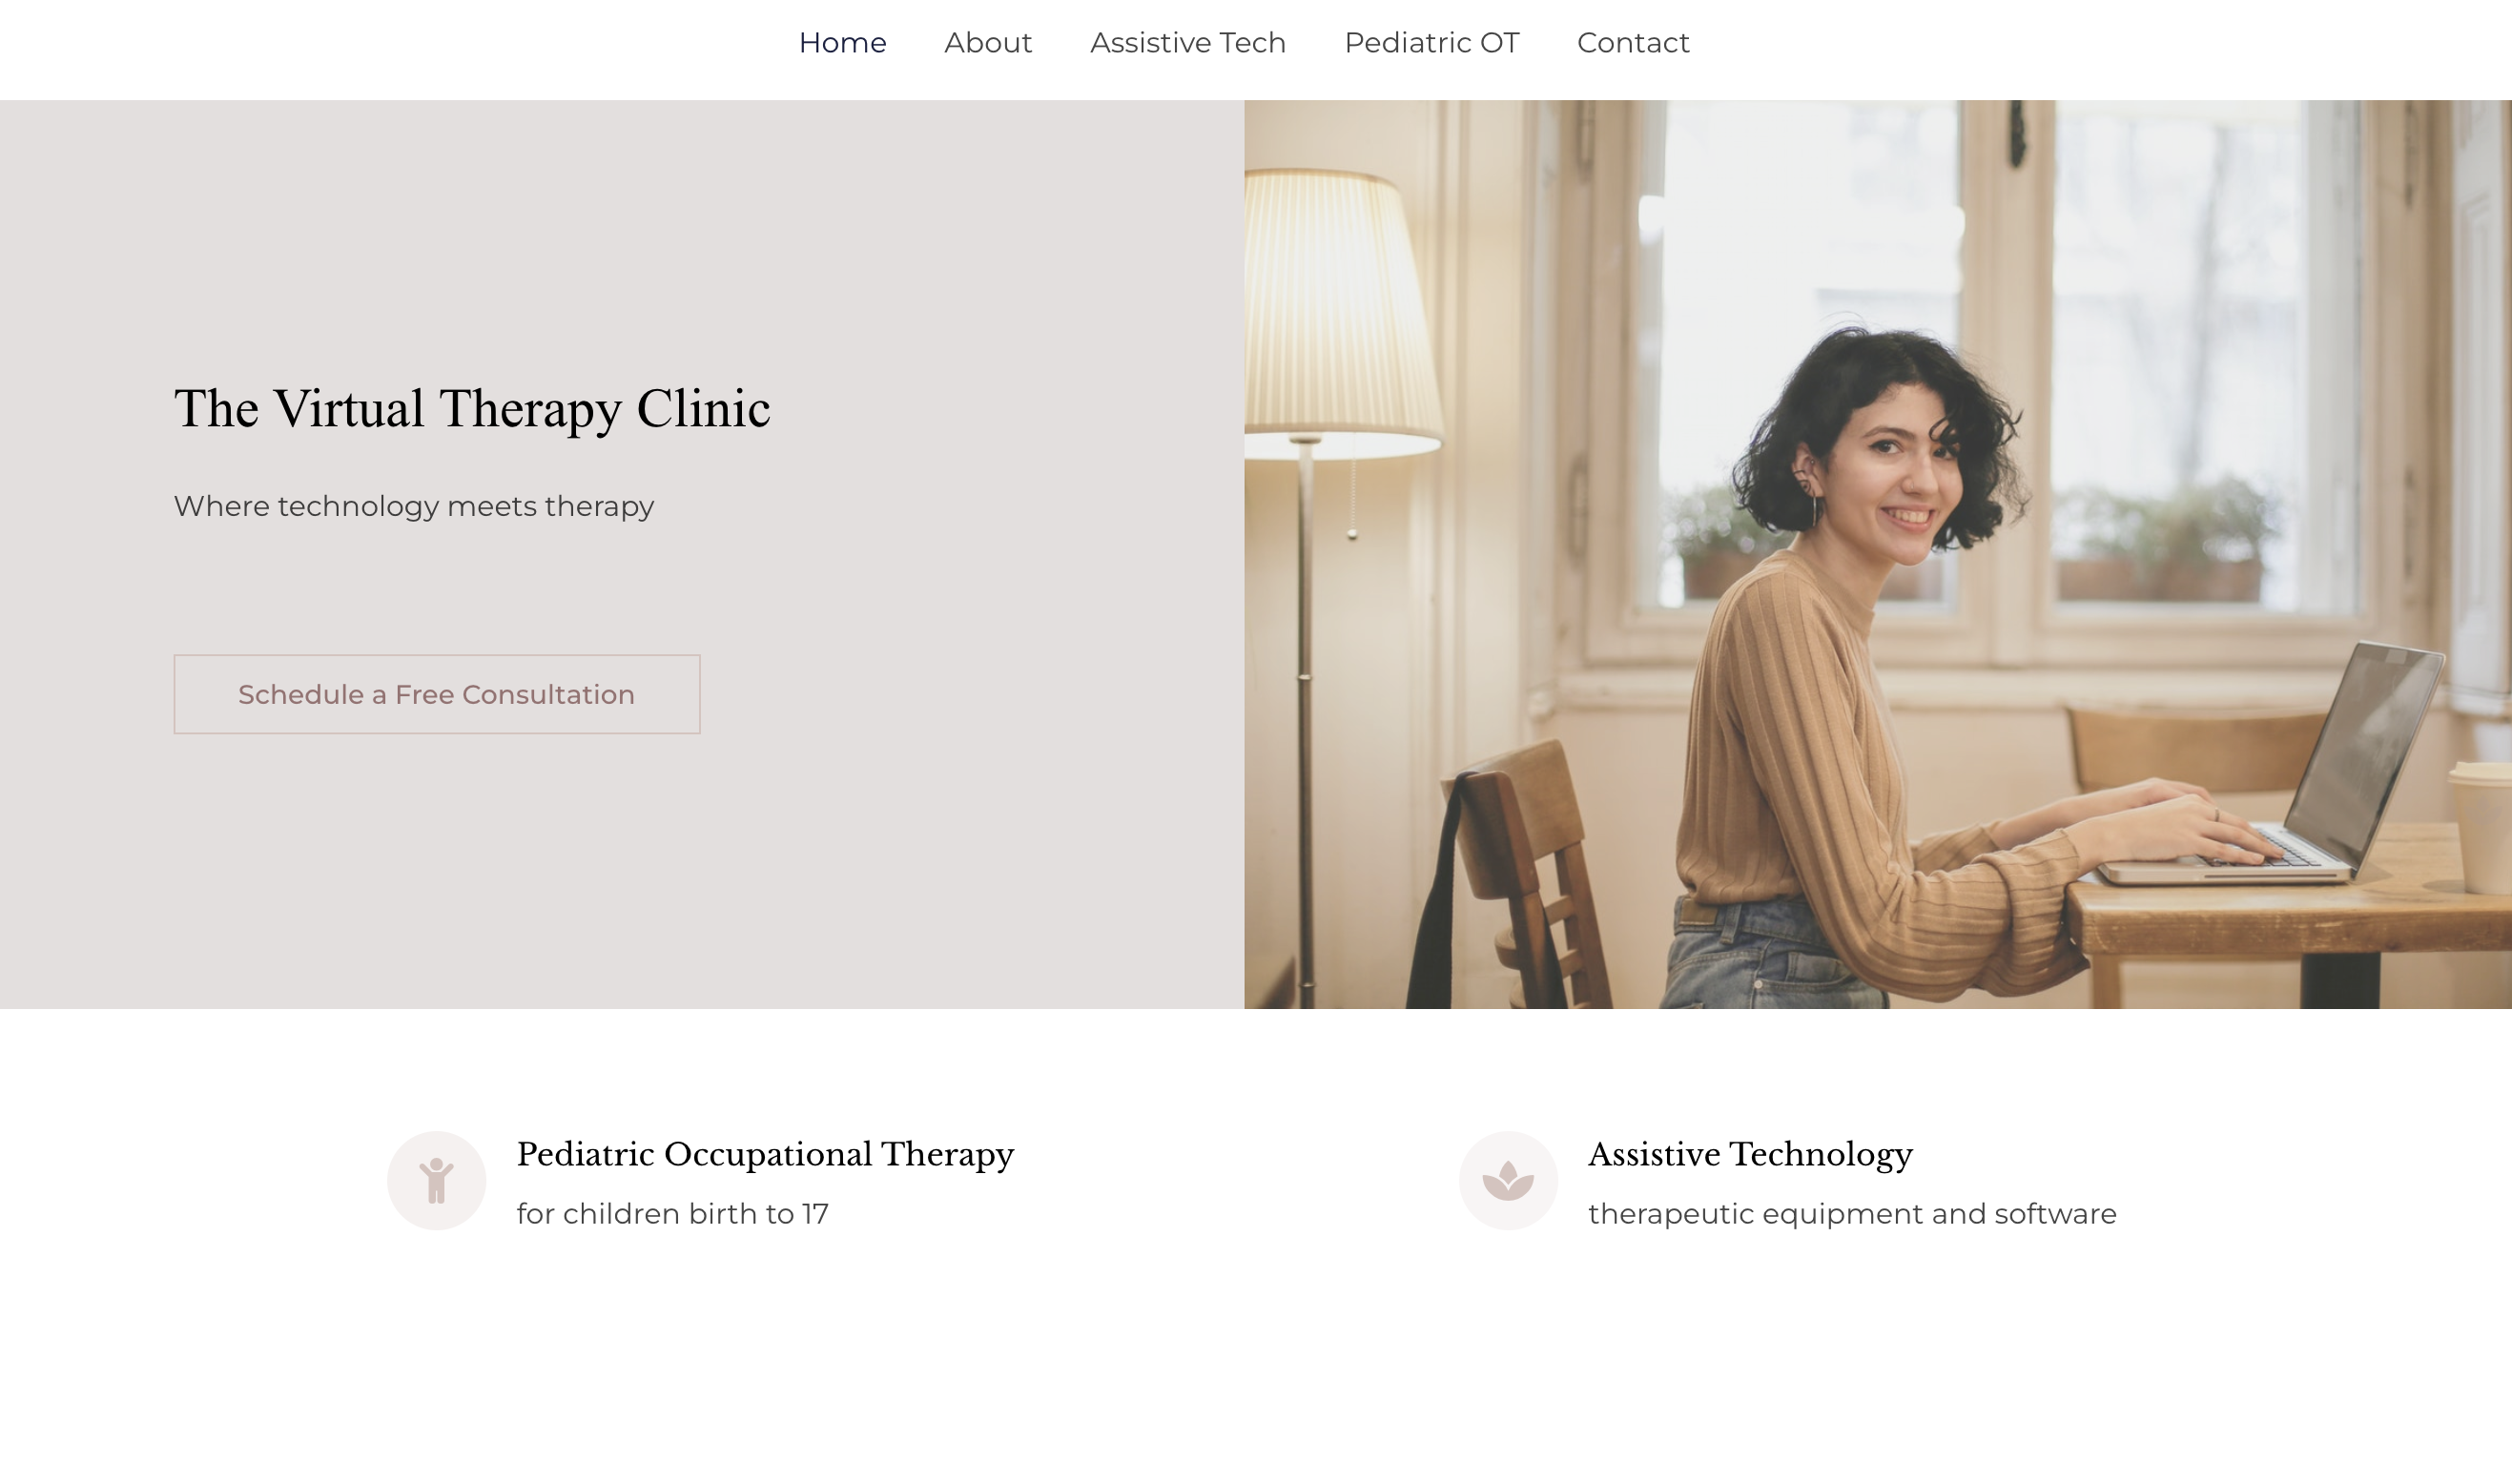 Home About Assistive Tech Pediatric OT Contact
The Virtual Therapy Clinic
Where technology meets therapy
Schedule a Free Consultation
Pediatric Occupational Therapy
for children birth to 17
Assistive Technology
therapeutic equipment and software